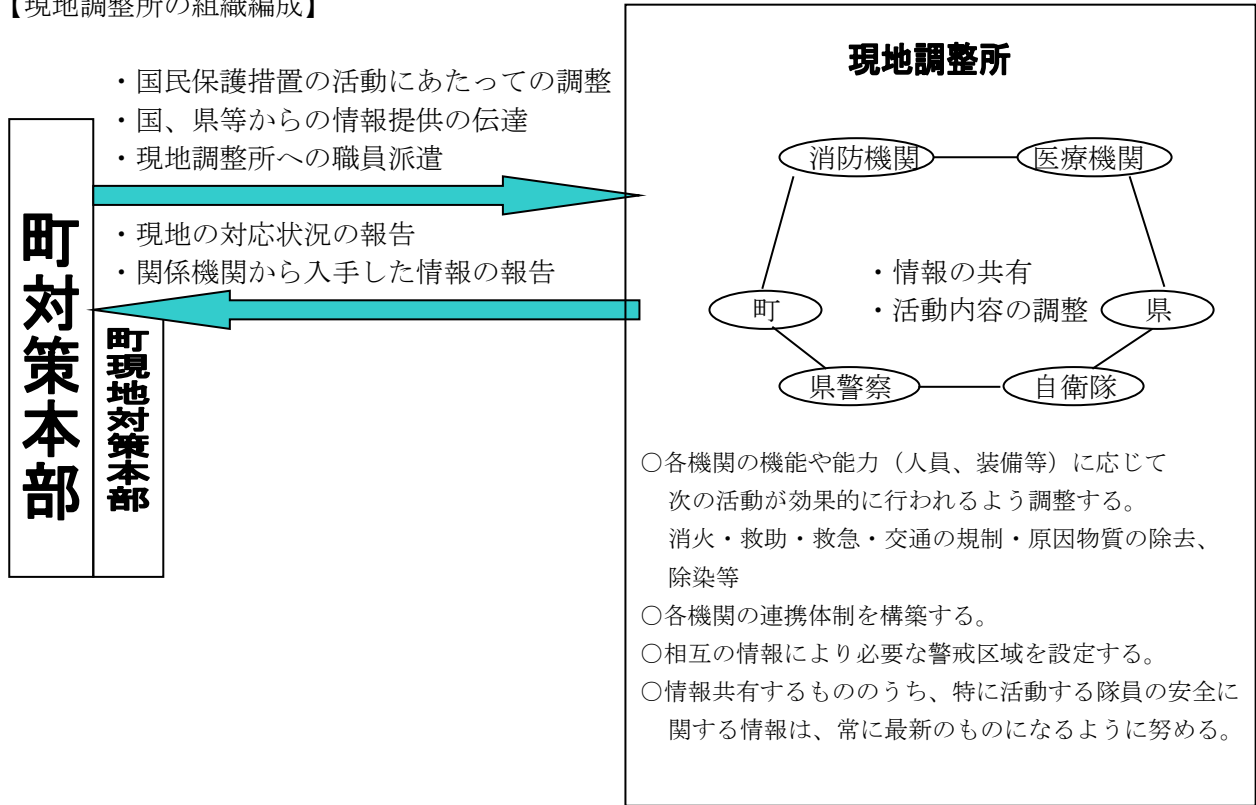 【現地調整所の組織編成】
・国民保護措置の活動にあたっての調整
・国、県等からの情報提供の伝達
・現地調整所への職員派遣
・現地の対応状況の報告
・関係機関から入手した情報の報告
町対策本部
町現地対策本部
現地調整所
消防機関
医療機関
・情報の共有
・活動内容の調整
町
県
県警察
自衛隊
○各機関の機能や能力（人員、装備等）に応じて
次の活動が効果的に行われるよう調整する。
消火・救助・救急・交通の規制・原因物質の除去、
除染等
○各機関の連携体制を構築する。
○相互の情報により必要な警戒区域を設定する。
○情報共有するもののうち、特に活動する隊員の安全に
関する情報は、常に最新のものになるように努める。